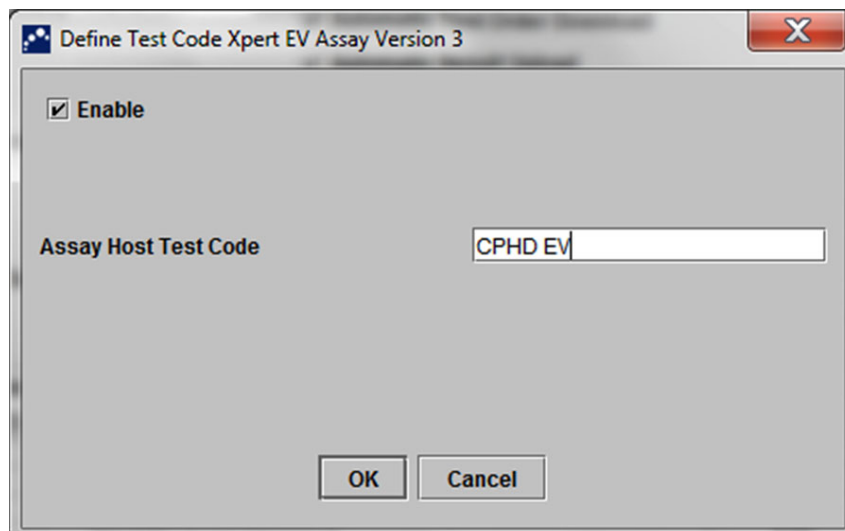 Define Test Code Xpert EV Assay Version 3
Enable
Assay Host Test Code CPHD EV
OK Cancel